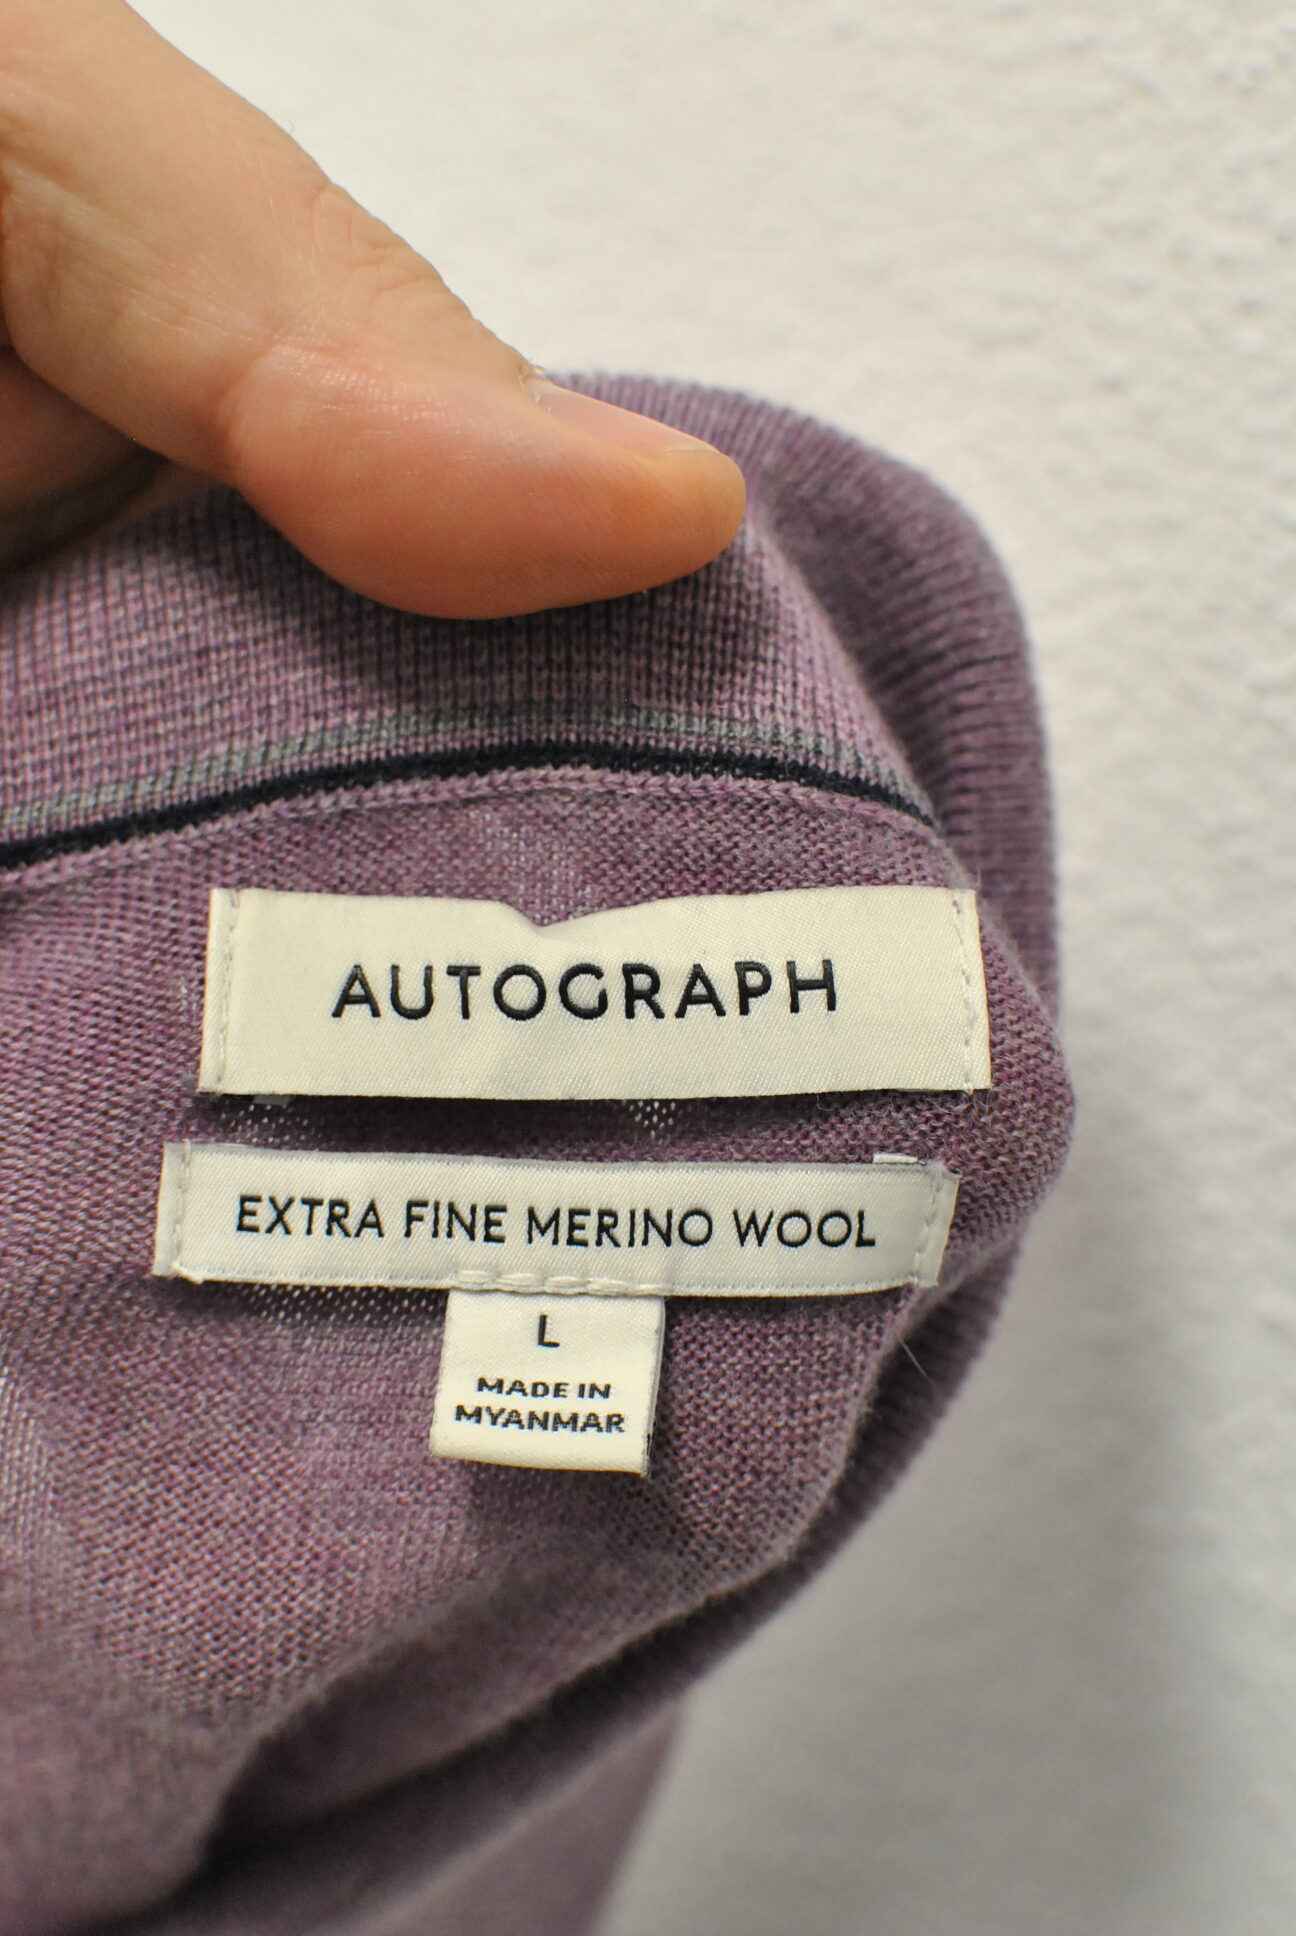 AUTOGRAPH
EXTRA FINE MERINO WOOL
L
MADE IN
MYANMAR